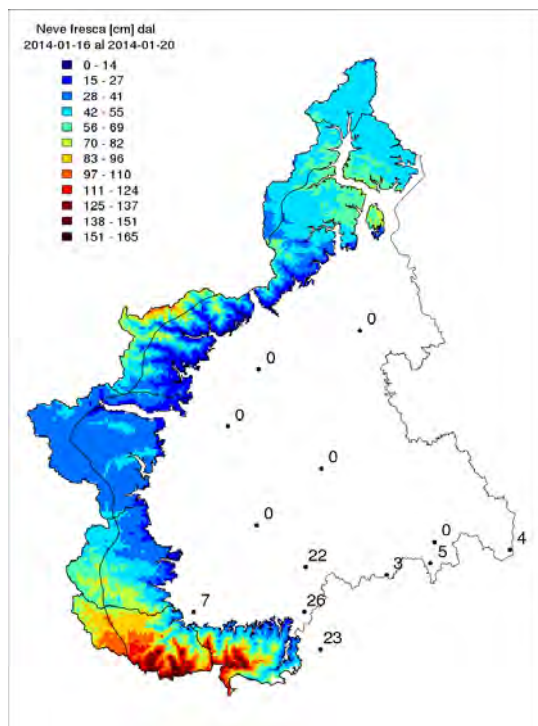 Neve fresca [cm] dal
2014-01-16 al 2014-01-20
0 - 14
15 - 27
28 - 41
42 - 55
56 - 69
70 - 82
83 - 96
97 - 110
111 - 124
125 - 137
138 - 151
151 - 165
0
0
0
0
0
0
4
22
3
5
7
26
23